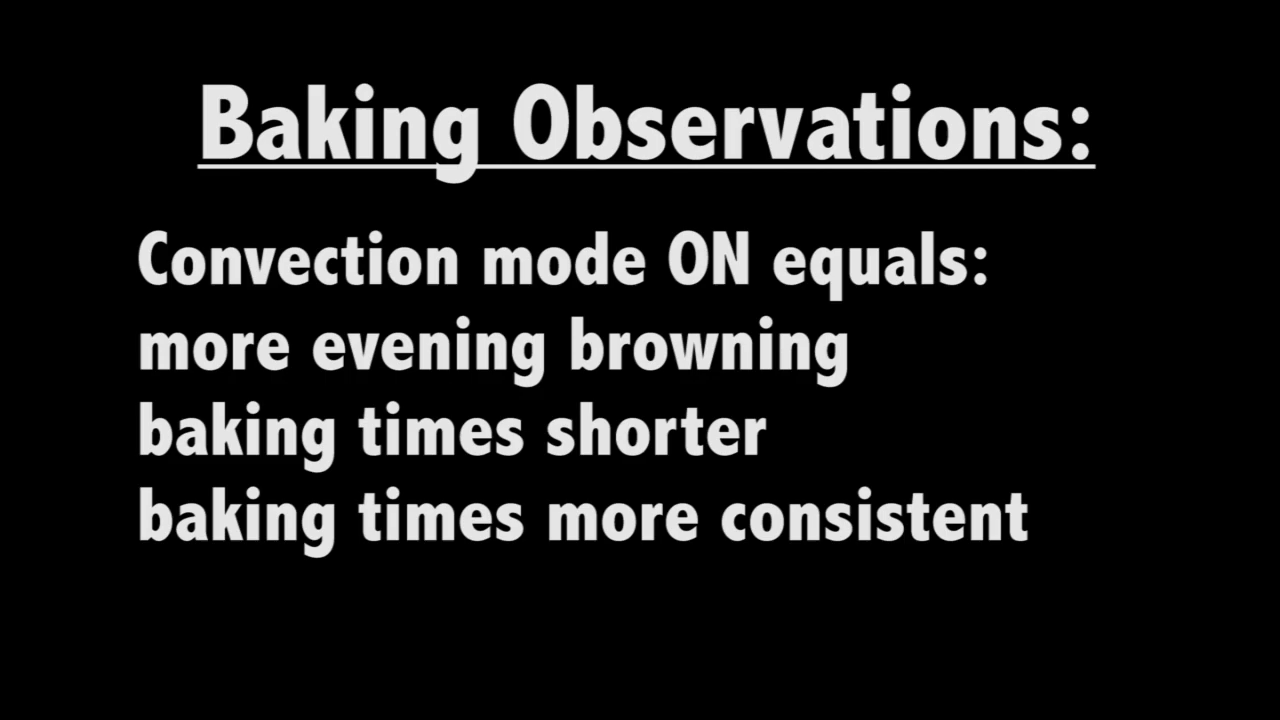 Baking Observations:
Convection mode ON equals:
more evening browning
baking times shorter
baking times more consistent